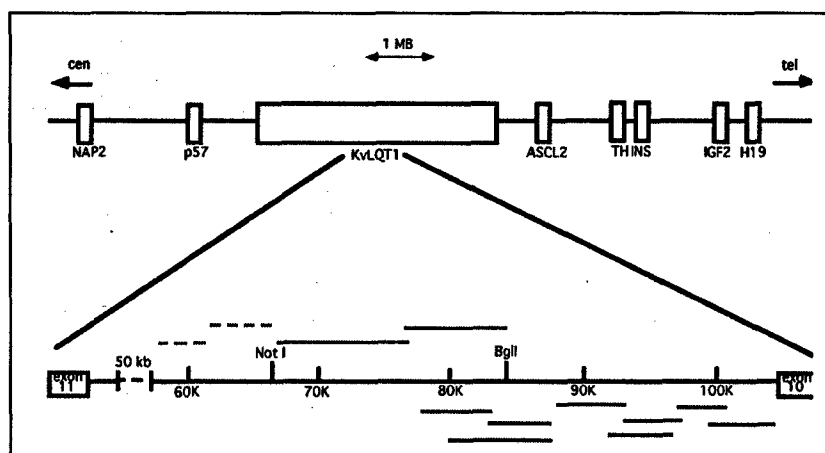 1 MB
cen tel
NAP2 p57 KvLQT1 ASCL2 TH INS IGF2 H19
50 kb Not I BglI
exon 11 60K 70K 80K 90K 100K exon 10